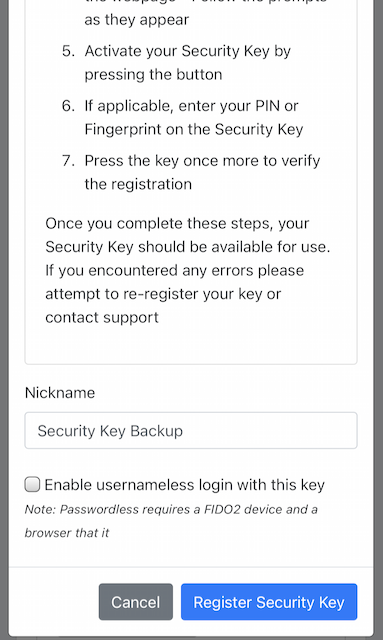 as they appear
5. Activate your Security Key by
pressing the button
6. If applicable, enter your PIN or
Fingerprint on the Security Key
7. Press the key once more to verify
the registration
Once you complete these steps, your
Security Key should be available for use.
If you encountered any errors please
attempt to re-register your key or
contact support
Nickname
Security Key Backup
Enable usernameless login with this key
Note: Passwordless requires a FIDO2 device and a
browser that it
Cancel
Register Security Key